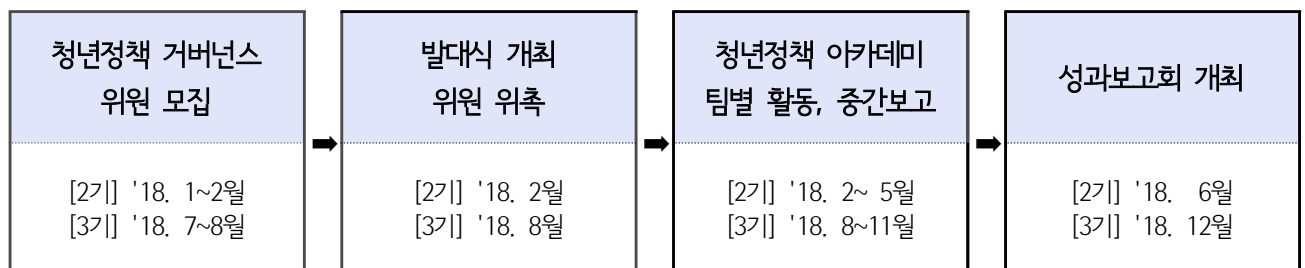 청년정책 거버넌스
위원 모집
[2기] '18. 1~2월
[3기] '18. 7~8월
➡
발대식 개최
위원 위촉
[2기] '18. 2월
[3기] '18. 8월
➡
청년정책 아카데미
팀별 활동, 중간보고
[2기] '18. 2~ 5월
[3기] '18. 8~11월
➡
성과보고회 개최
[2기] '18. 6월
[3기] '18. 12월